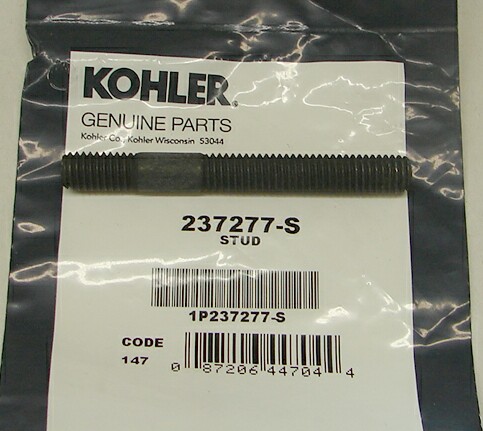 KOHLER®
GENUINE PARTS
Kohler Co., Kohler Wisconsin 53044
237277-S
STUD
1P237277-S
CODE
147
0 87206 44704 4